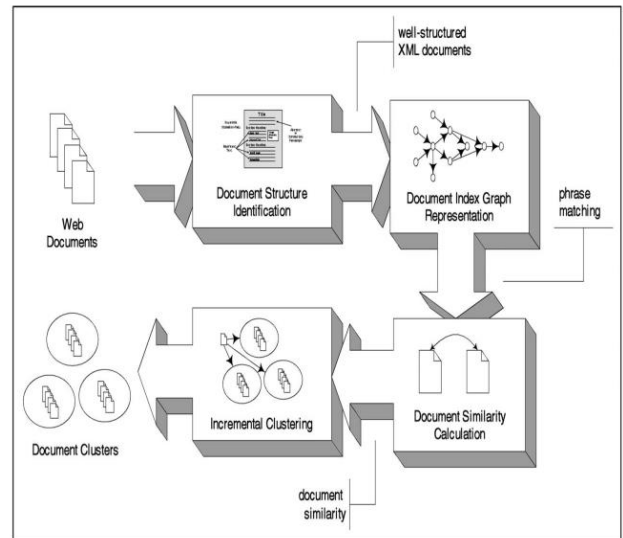 well-structured
XML documents
Title
Document Structure
Identification
Document Index Graph
Representation
Web
Documents
phrase
matching
Document Clusters
Incremental Clustering
Document Similarity
Calculation
document
similarity